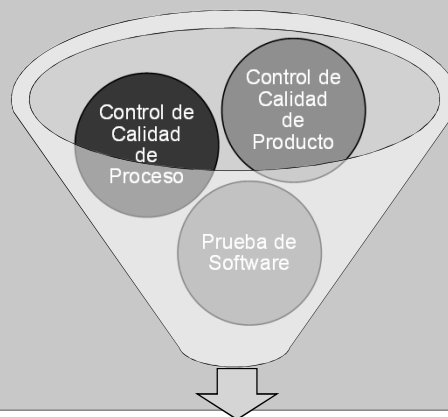 Control de
Calidad
de
Proceso
Control de
Calidad
de
Producto
Prueba de
Software